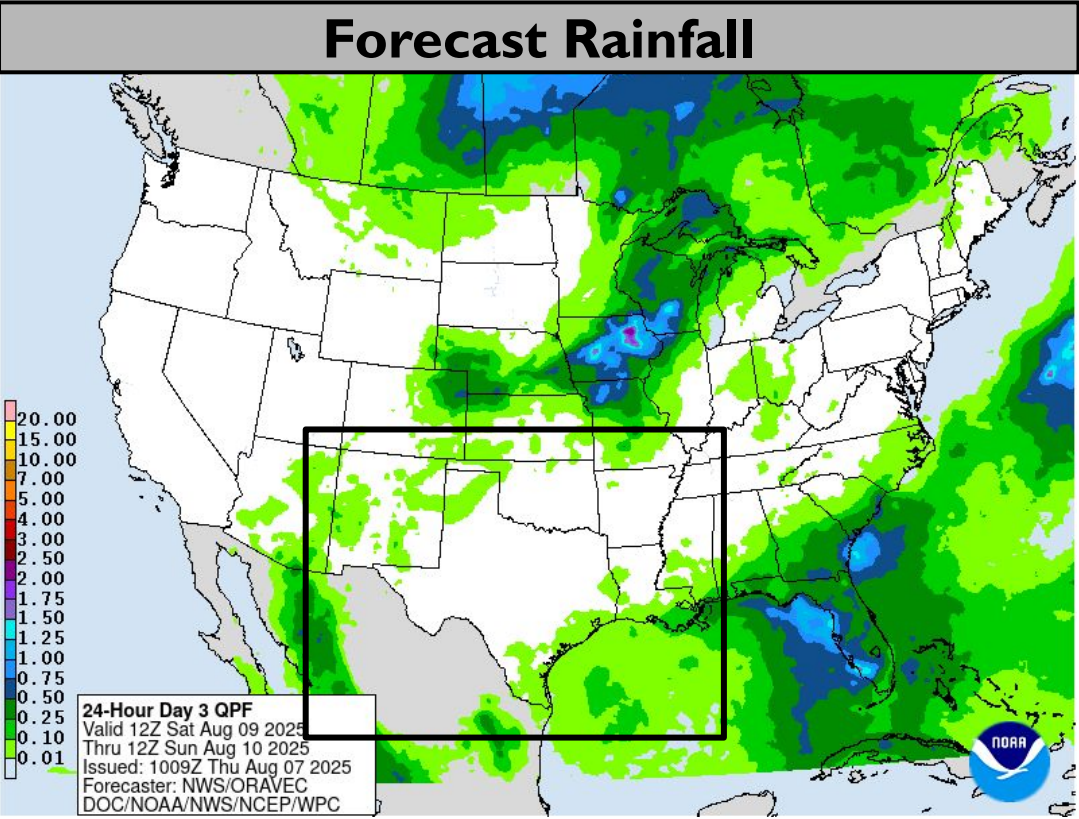 Forecast Rainfall
20.00
15.00
10.00
7.00
5.00
4.00
3.00
2.50
2.00
1.75
1.50
1.25
1.00
0.75
0.50
0.25
0.10
0.01
24-Hour Day 3 QPF
Valid 12Z Sat Aug 09 2025
Thru 12Z Sun Aug 10 2025
Issued: 1009Z Thu Aug 07 2025
Forecaster: NWS/ORAVEC
DOC/NOAA/NWS/NCEP/WPC
NOAA